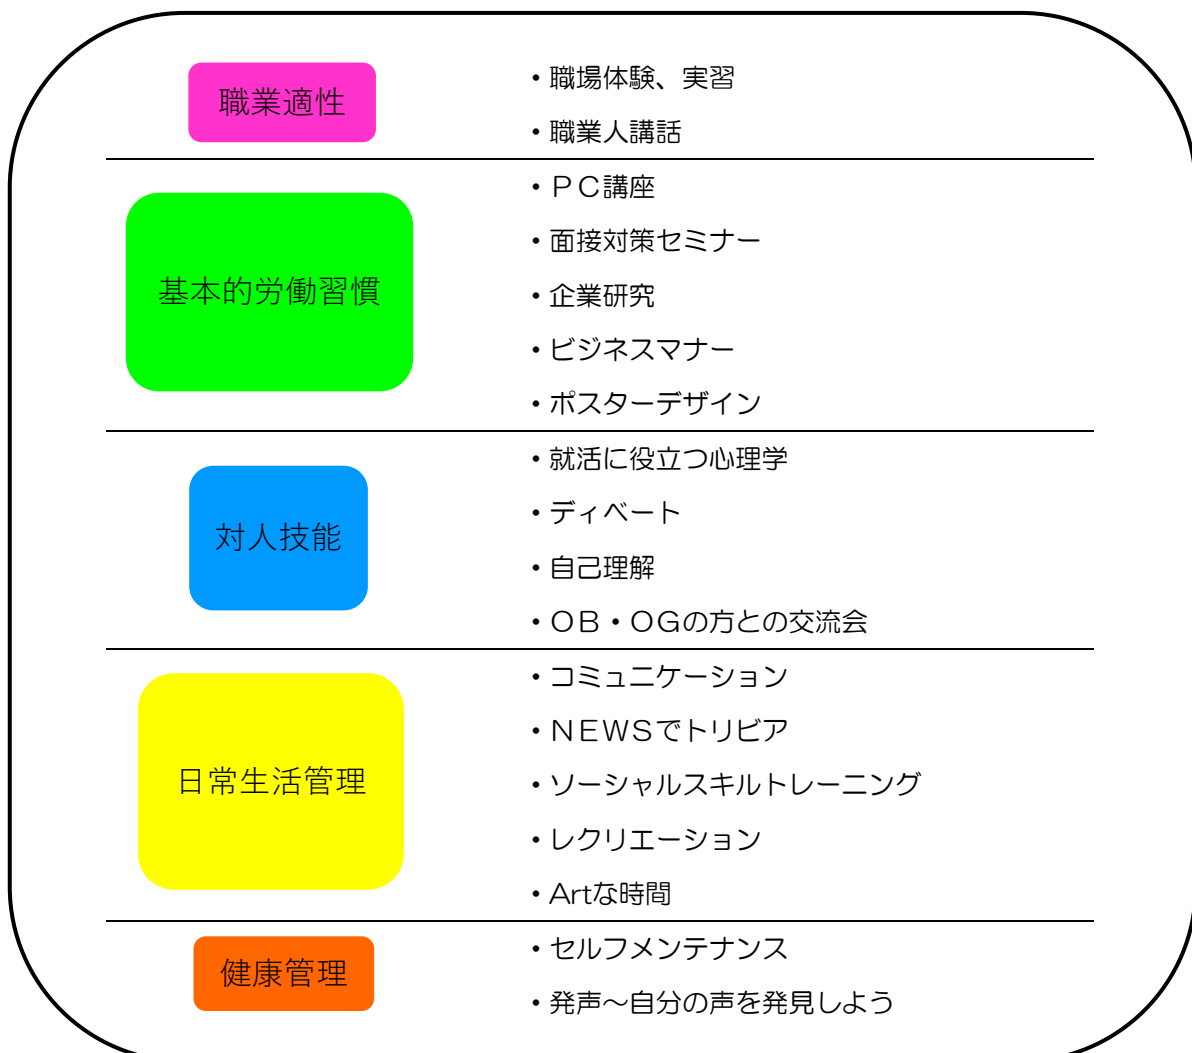 職業適性
・職場体験、実習
・職業人講話
基本的労働習慣
・ＰＣ講座
・面接対策セミナー
・企業研究
・ビジネスマナー
・ポスターデザイン
対人技能
・就活に役立つ心理学
・ディベート
・自己理解
・ＯＢ・ＯＧの方との交流会
日常生活管理
・コミュニケーション
・ＮＥＷＳでトリビア
・ソーシャルスキルトレーニング
・レクリエーション
・Artな時間
健康管理
・セルフメンテナンス
・発声～自分の声を発見しよう